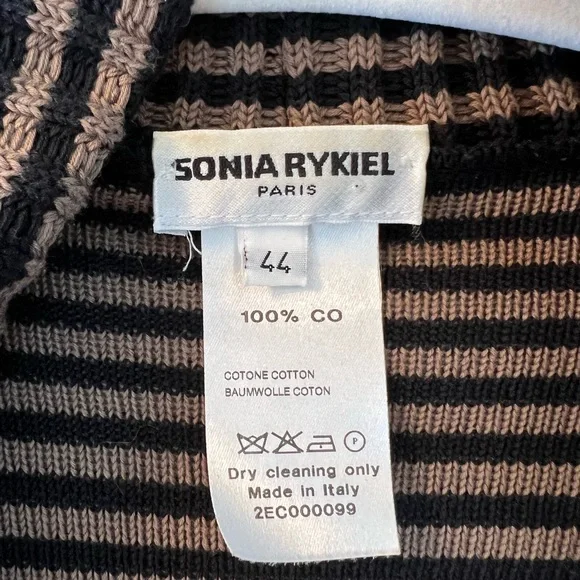 SONIA RYKIEL
PARIS
44
100% CO
COTONE COTTON
BAUMWOLLE COTON
P
Dry cleaning only
Made in Italy
2EC000099